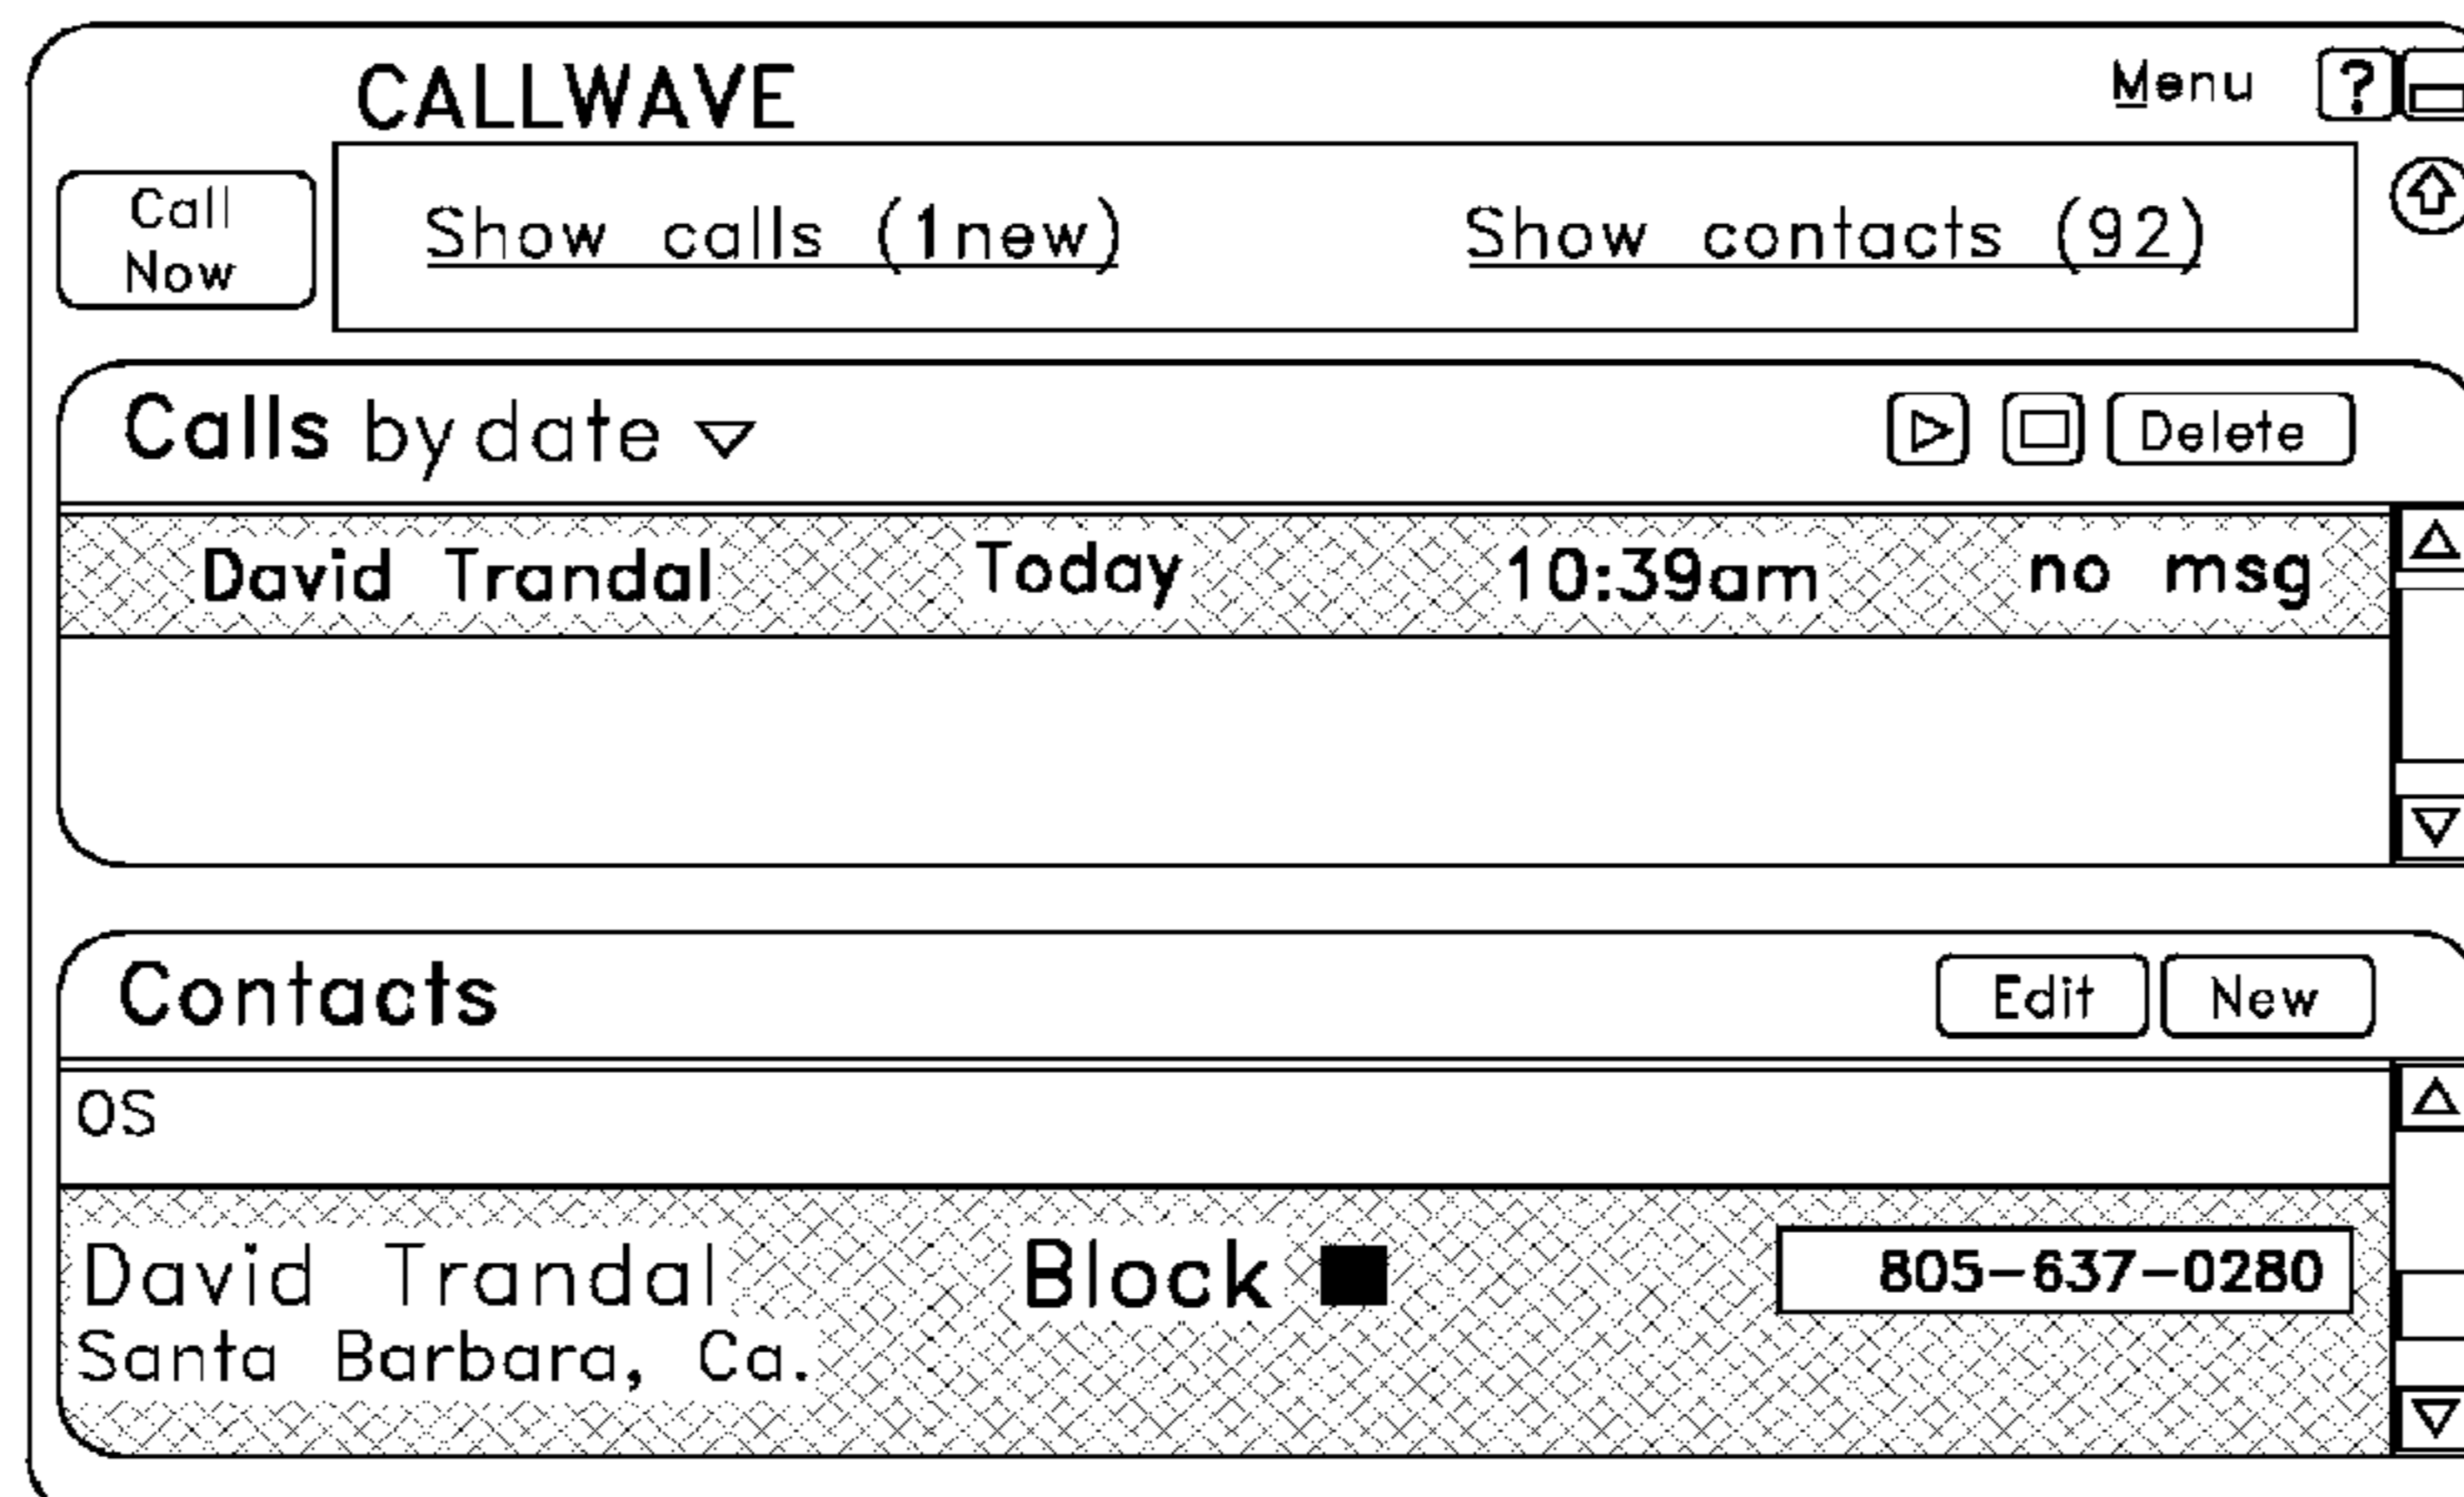 CALLWAVE
Menu ?
Call
Now
Show calls (1new) Show contacts (92)
Calls by date Delete
David Trandal Today 10:39am no msg
Contacts Edit New
OS
David Trandal Block 805-637-0280
Santa Barbara, Ca.